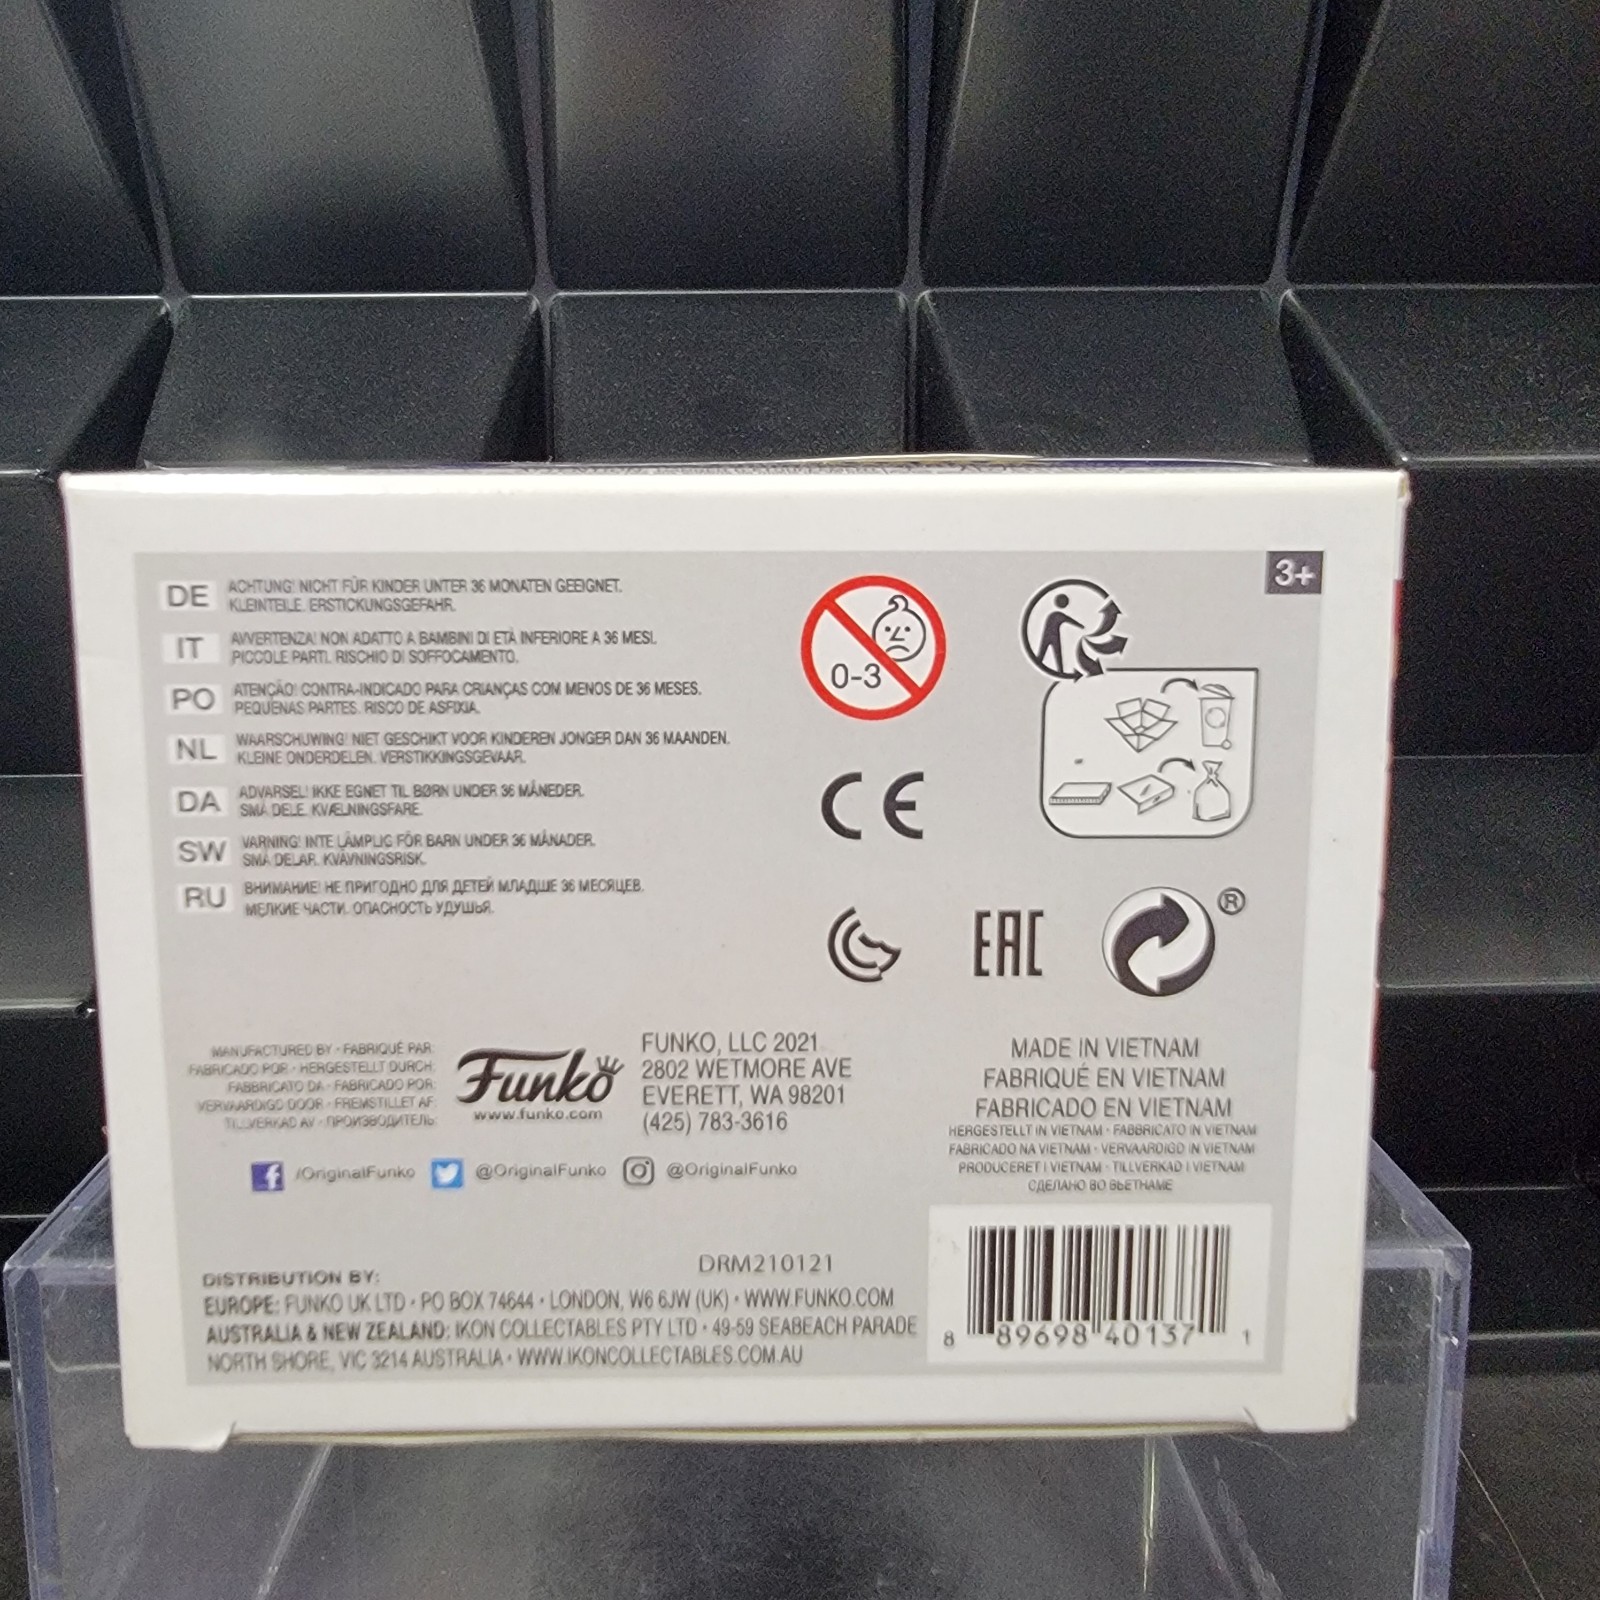 3+
DE ACHTUNG! NICHT FÜR KINDER UNTER 36 MONATEN GEEIGNET.
KLEINTEILE. ERSTICKUNGSGEFAHR.
IT AVVERTENZA! NON ADATTO A BAMBINI DI ETÀ INFERIORE A 36 MESI.
PICCOLE PARTI. RISCHIO DI SOFFOCAMENTO.
PO ATENÇÃO! CONTRA-INDICADO PARA CRIANÇAS COM MENOS DE 36 MESES.
PEQUENAS PARTES. RISCO DE ASFIXIA.
NL WAARSCHUWING! NIET GESCHIKT VOOR KINDEREN JONGER DAN 36 MAANDEN.
KLEINE ONDERDELEN. VERSTIKKINGSGEVAAR.
DA ADVARSEL! IKKE EGNET TIL BØRN UNDER 36 MÅNEDER.
SMÅ DELE. KVÆLNINGSFARE.
SW VARNING! INTE LÄMPLIG FÖR BARN UNDER 36 MÅNADER.
SMÅ DELAR. KVÄVNINGSRISK.
RU ВНИМАНИЕ! НЕ ПРИГОДНО ДЛЯ ДЕТЕЙ МЛАДШЕ 36 МЕСЯЦЕВ.
МЕЛКИЕ ЧАСТИ. ОПАСНОСТЬ УДУШЬЯ.
0-3
CE
EAC
®
MANUFACTURED BY • FABRIQUÉ PAR:
FABRICADO POR • HERGESTELLT DURCH:
FABBRICATO DA • FABRICADO POR:
VERVAARDIGD DOOR • FREMSTILLET AF:
TILLVERKAD AV • ПРОИЗВОДИТЕЛЬ:
Funko
www.funko.com
FUNKO, LLC 2021
2802 WETMORE AVE
EVERETT, WA 98201
(425) 783-3616
MADE IN VIETNAM
FABRIQUÉ EN VIETNAM
FABRICADO EN VIETNAM
HERGESTELLT IN VIETNAM • FABBRICATO IN VIETNAM
FABRICADO NA VIETNAM • VERVAARDIGD IN VIETNAM
PRODUCERET I VIETNAM • TILLVERKAD I VIETNAM
СДЕЛАНО ВО ВЬЕТНАМЕ
/OriginalFunko @OriginalFunko @OriginalFunko
DRM210121
DISTRIBUTION BY:
EUROPE: FUNKO UK LTD • PO BOX 74644 • LONDON, W6 6JW (UK) • WWW.FUNKO.COM
AUSTRALIA & NEW ZEALAND: IKON COLLECTABLES PTY LTD • 49-59 SEABEACH PARADE
NORTH SHORE, VIC 3214 AUSTRALIA • WWW.IKONCOLLECTABLES.COM.AU
8 89698 40137 1